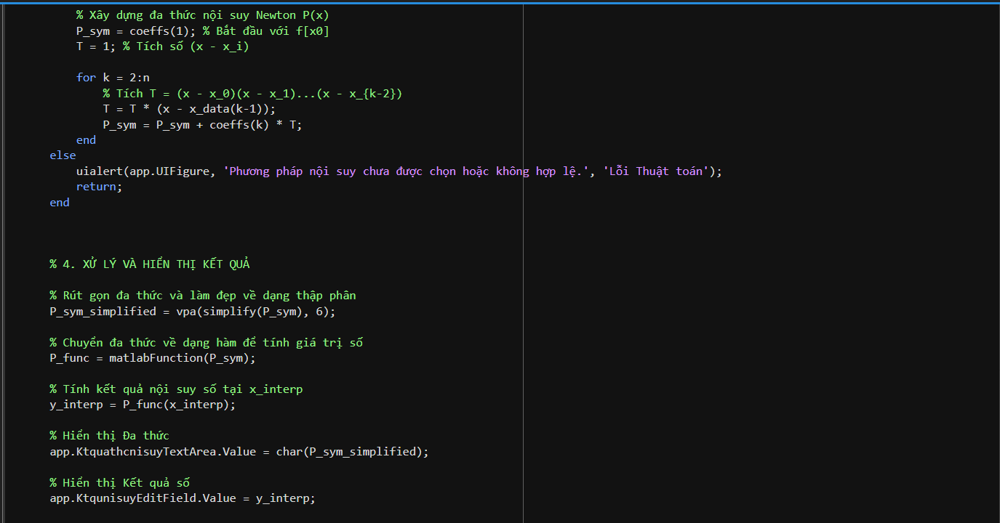 % Xây dựng đa thức nội suy Newton P(x)
P_sym = coeffs(1); % Bắt đầu với f[x0]
T = 1; % Tích số (x - x_i)
for k = 2:n
% Tích T = (x - x_0)(x - x_1)...(x - x_{k-2})
T = T * (x - x_data(k-1));
P_sym = P_sym + coeffs(k) * T;
end
else
uialert(app.UIFigure, 'Phương pháp nội suy chưa được chọn hoặc không hợp lệ.', 'Lỗi Thuật toán');
return;
end
% 4. XỬ LÝ VÀ HIỂN THỊ KẾT QUẢ
% Rút gọn đa thức và làm đẹp về dạng thập phân
P_sym_simplified = vpa(simplify(P_sym), 6);
% Chuyển đa thức về dạng hàm để tính giá trị số
P_func = matlabFunction(P_sym);
% Tính kết quả nội suy số tại x_interp
y_interp = P_func(x_interp);
% Hiển thị Đa thức
app.KtquathcnisuyTextArea.Value = char(P_sym_simplified);
% Hiển thị Kết quả số
app.KtqunisuyEditField.Value = y_interp;